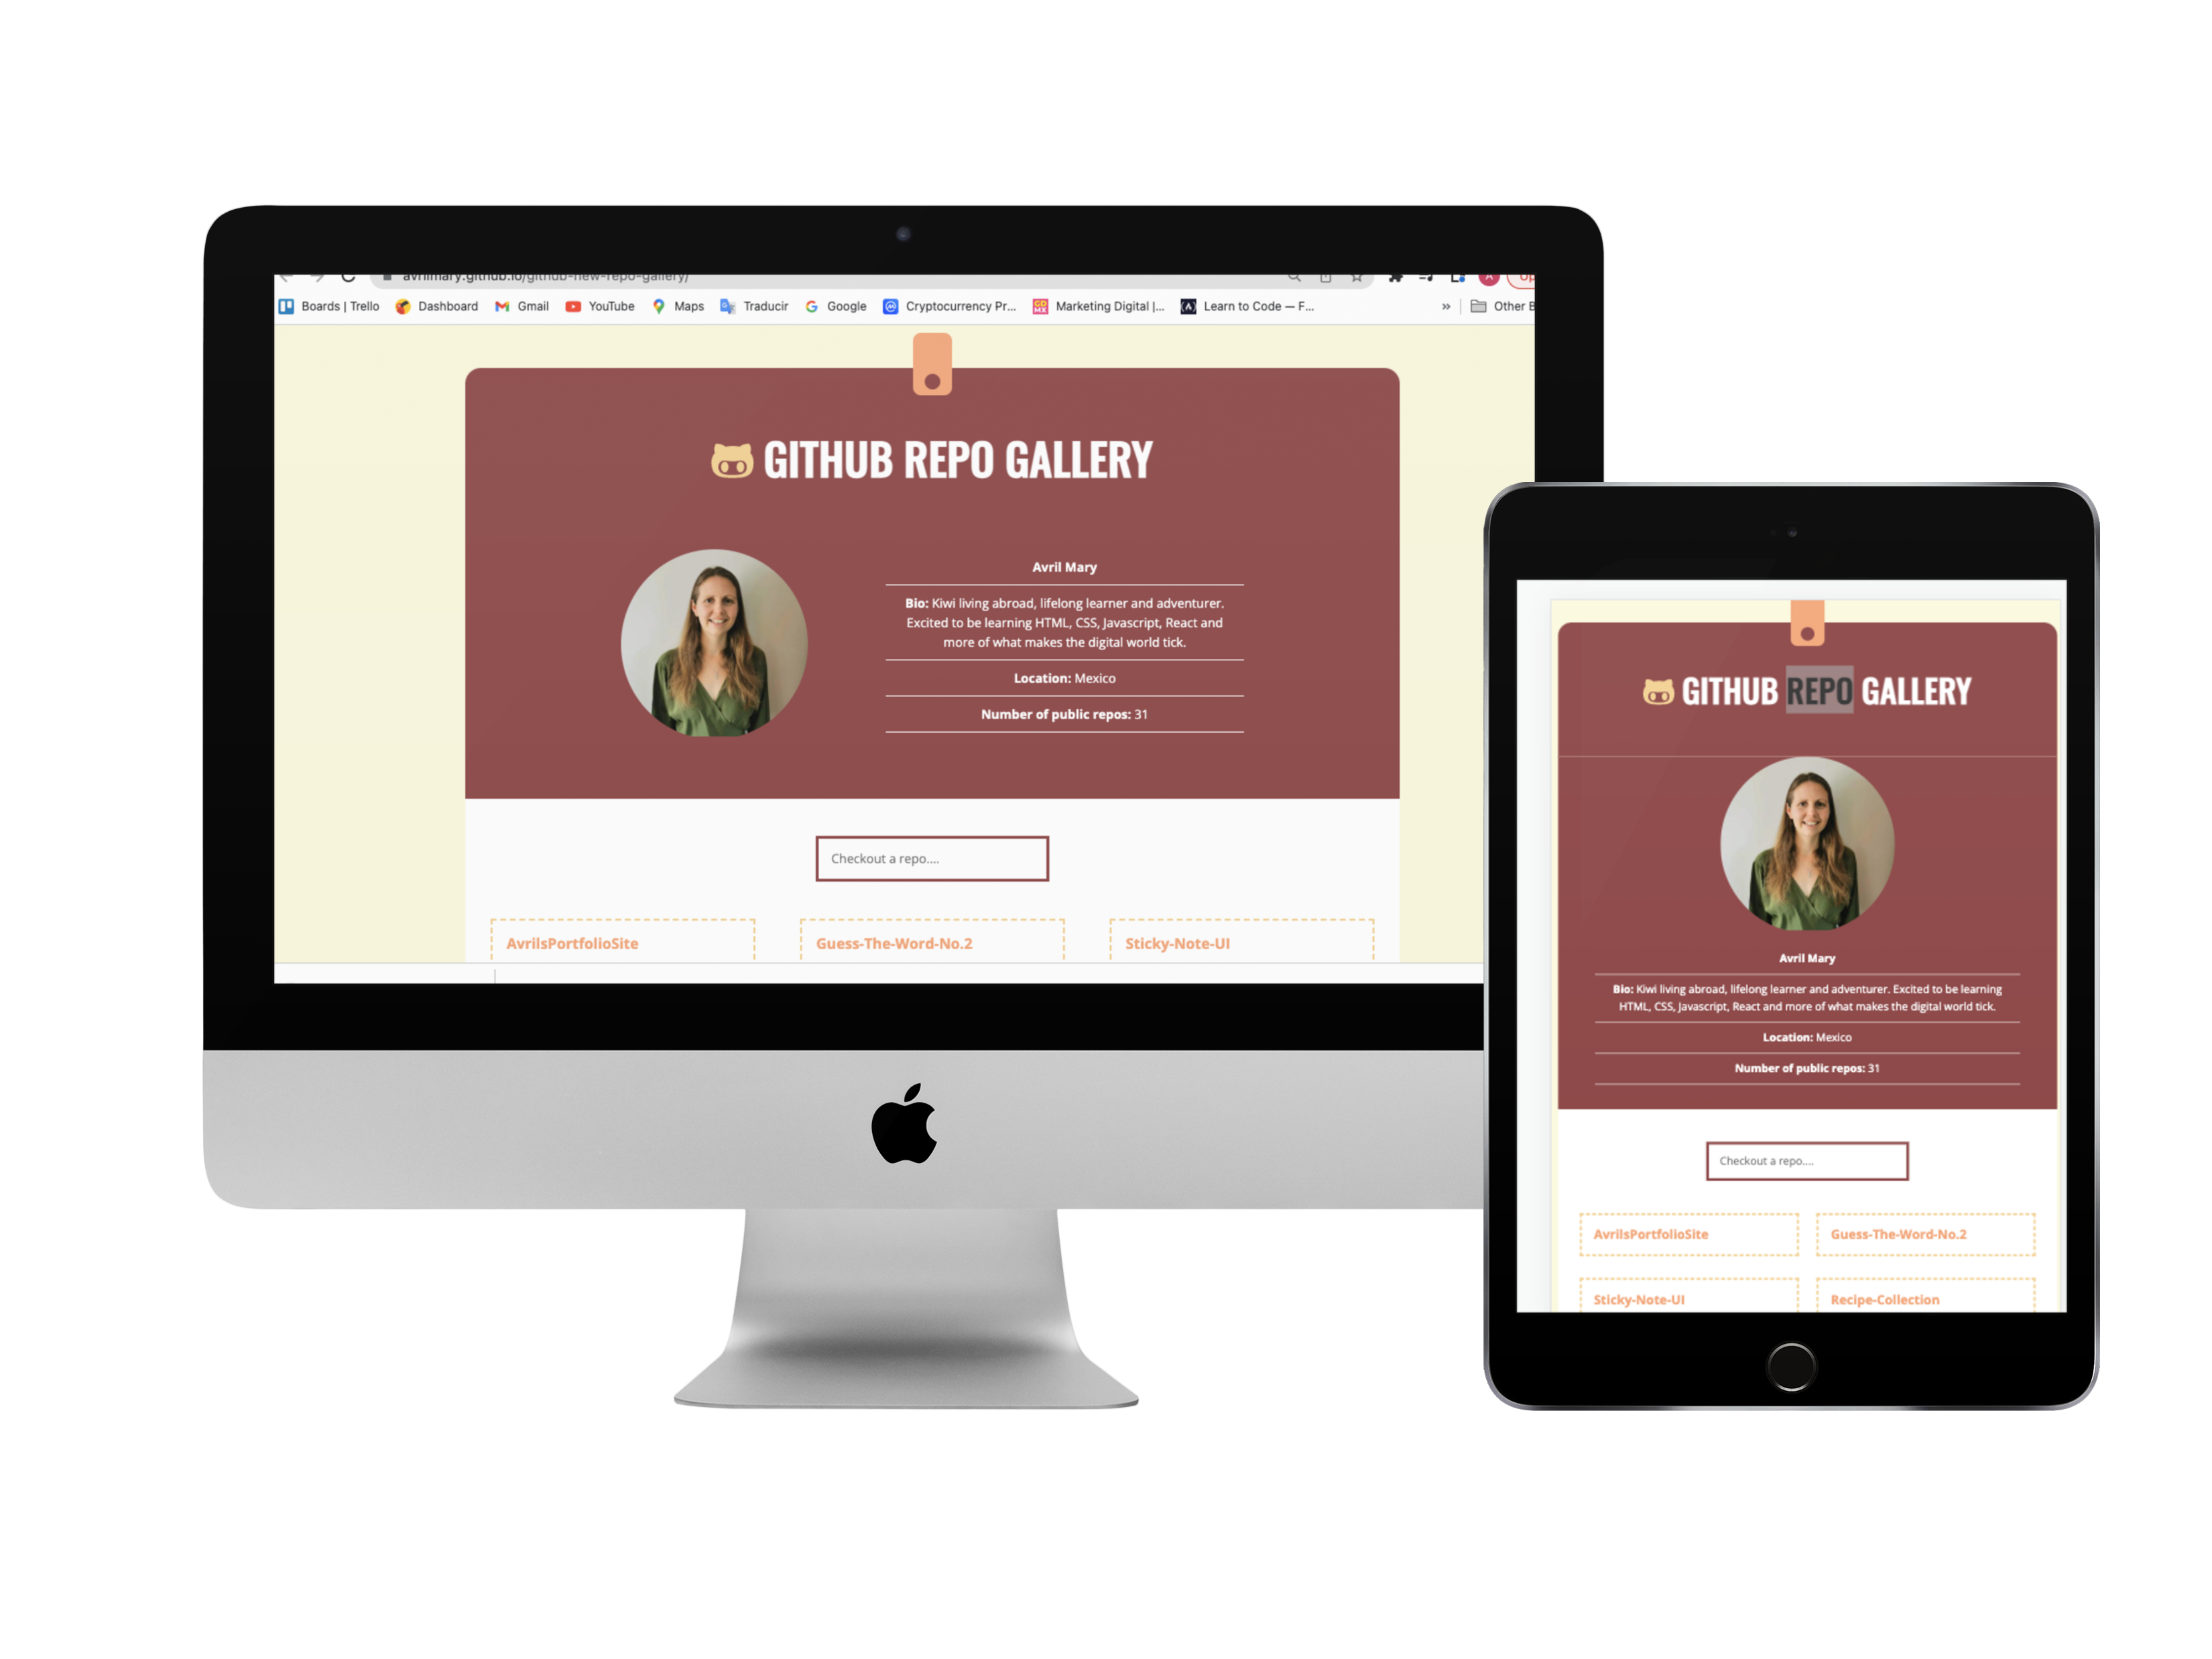 avrilmary.github.io/github-new-repo-gallery/
Boards | Trello Dashboard Gmail YouTube Maps Traducir Google Cryptocurrency Pr... Marketing Digital |... Learn to Code — F... » Other B
GITHUB REPO GALLERY
Avril Mary
Bio: Kiwi living abroad, lifelong learner and adventurer.
Excited to be learning HTML, CSS, Javascript, React and
more of what makes the digital world tick.
Location: Mexico
Number of public repos: 31
Checkout a repo....
AvrilsPortfolioSite Guess-The-Word-No.2 Sticky-Note-UI
GITHUB REPO GALLERY
Avril Mary
Bio: Kiwi living abroad, lifelong learner and adventurer. Excited to be learning
HTML, CSS, Javascript, React and more of what makes the digital world tick.
Location: Mexico
Number of public repos: 31
Checkout a repo....
AvrilsPortfolioSite Guess-The-Word-No.2
Sticky-Note-UI Recipe-Collection